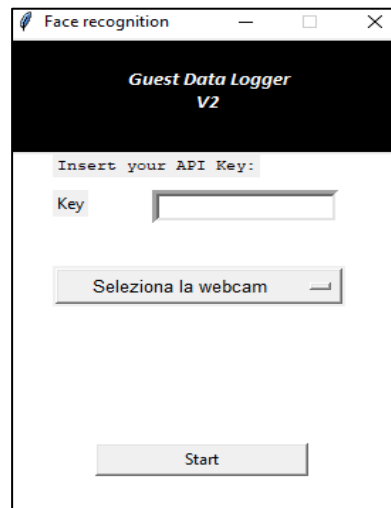 Face recognition
Guest Data Logger
V2
Insert your API Key:
Key
Seleziona la webcam
Start